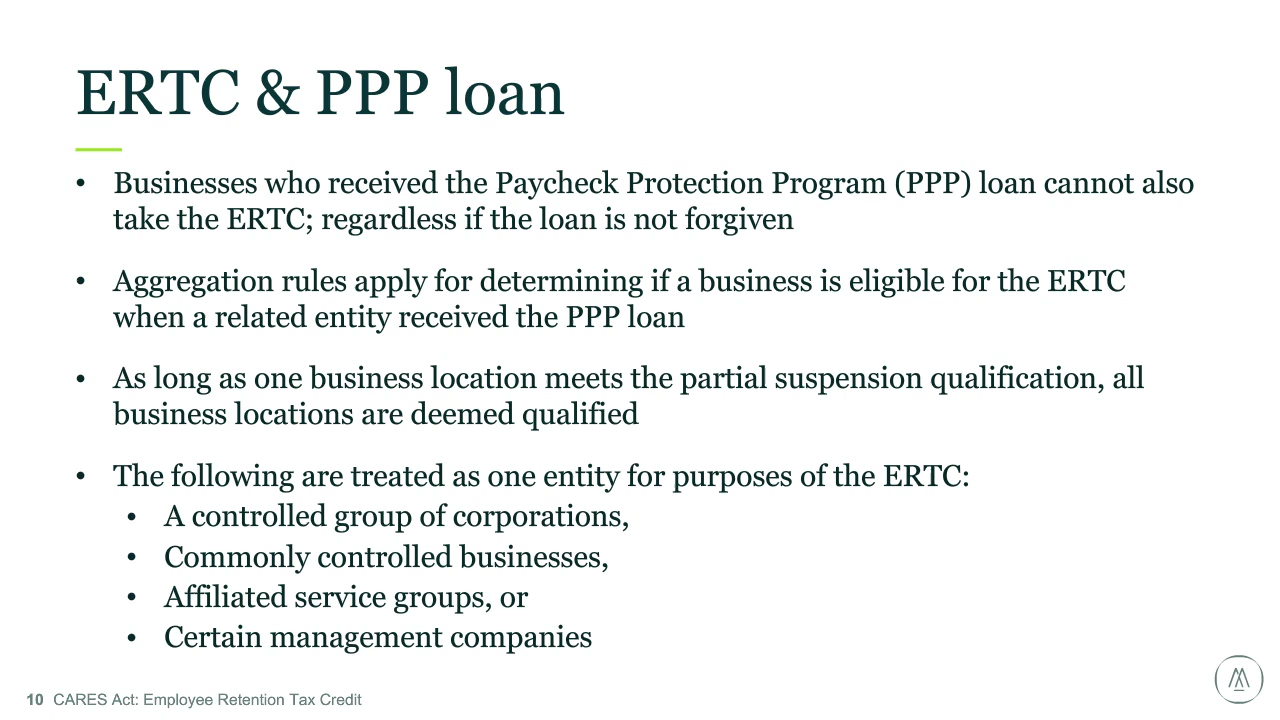 ERTC & PPP loan
• Businesses who received the Paycheck Protection Program (PPP) loan cannot also
take the ERTC; regardless if the loan is not forgiven
• Aggregation rules apply for determining if a business is eligible for the ERTC
when a related entity received the PPP loan
• As long as one business location meets the partial suspension qualification, all
business locations are deemed qualified
• The following are treated as one entity for purposes of the ERTC:
• A controlled group of corporations,
• Commonly controlled businesses,
• Affiliated service groups, or
• Certain management companies
10 CARES Act: Employee Retention Tax Credit